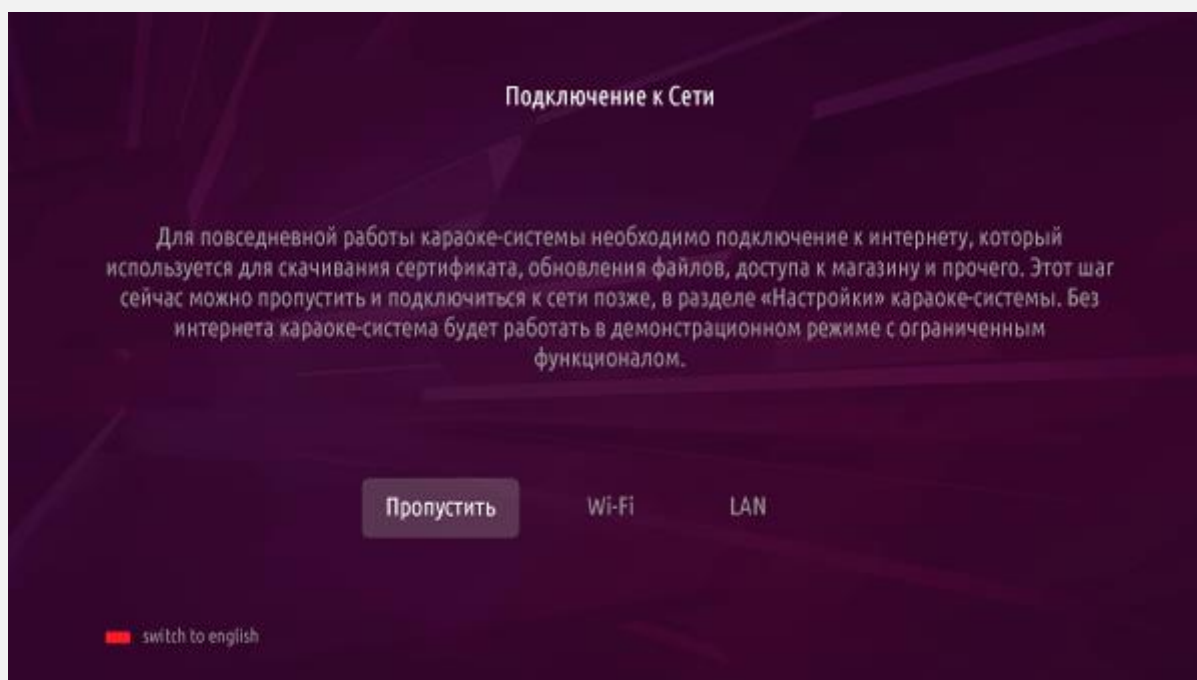 Подключение к Сети
Для повседневной работы караоке-системы необходимо подключение к интернету, который
используется для скачивания сертификата, обновления файлов, доступа к магазину и прочего. Этот шаг
сейчас можно пропустить и подключиться к сети позже, в разделе «Настройки» караоке-системы. Без
интернета караоке-система будет работать в демонстрационном режиме с ограниченным
функционалом.
Пропустить Wi-Fi LAN
switch to english